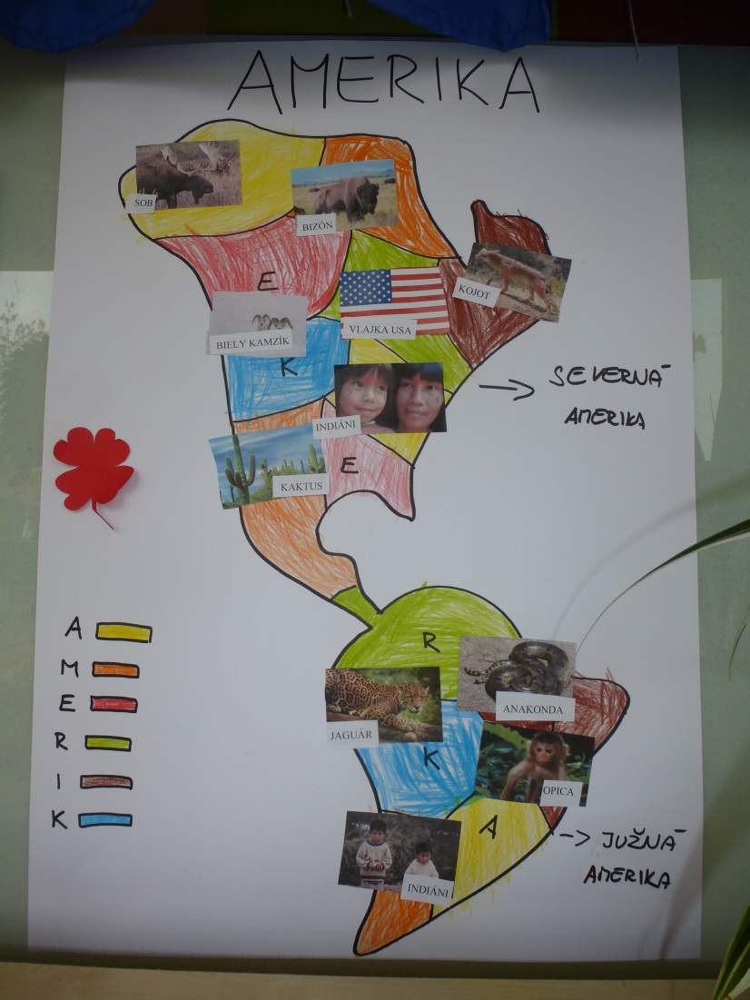 AMERIKA
SOB
BIZÓN
E
KOJOT
VLAJKA USA
BIELY KAMZÍK
K
SEVERNÁ
AMERIKA
INDIÁNI
E
KAKTUS
A
M
E
R
I
K
R
ANAKONDA
JAGUÁR
K
OPICA
A
JUŽNÁ
AMERIKA
INDIÁNI